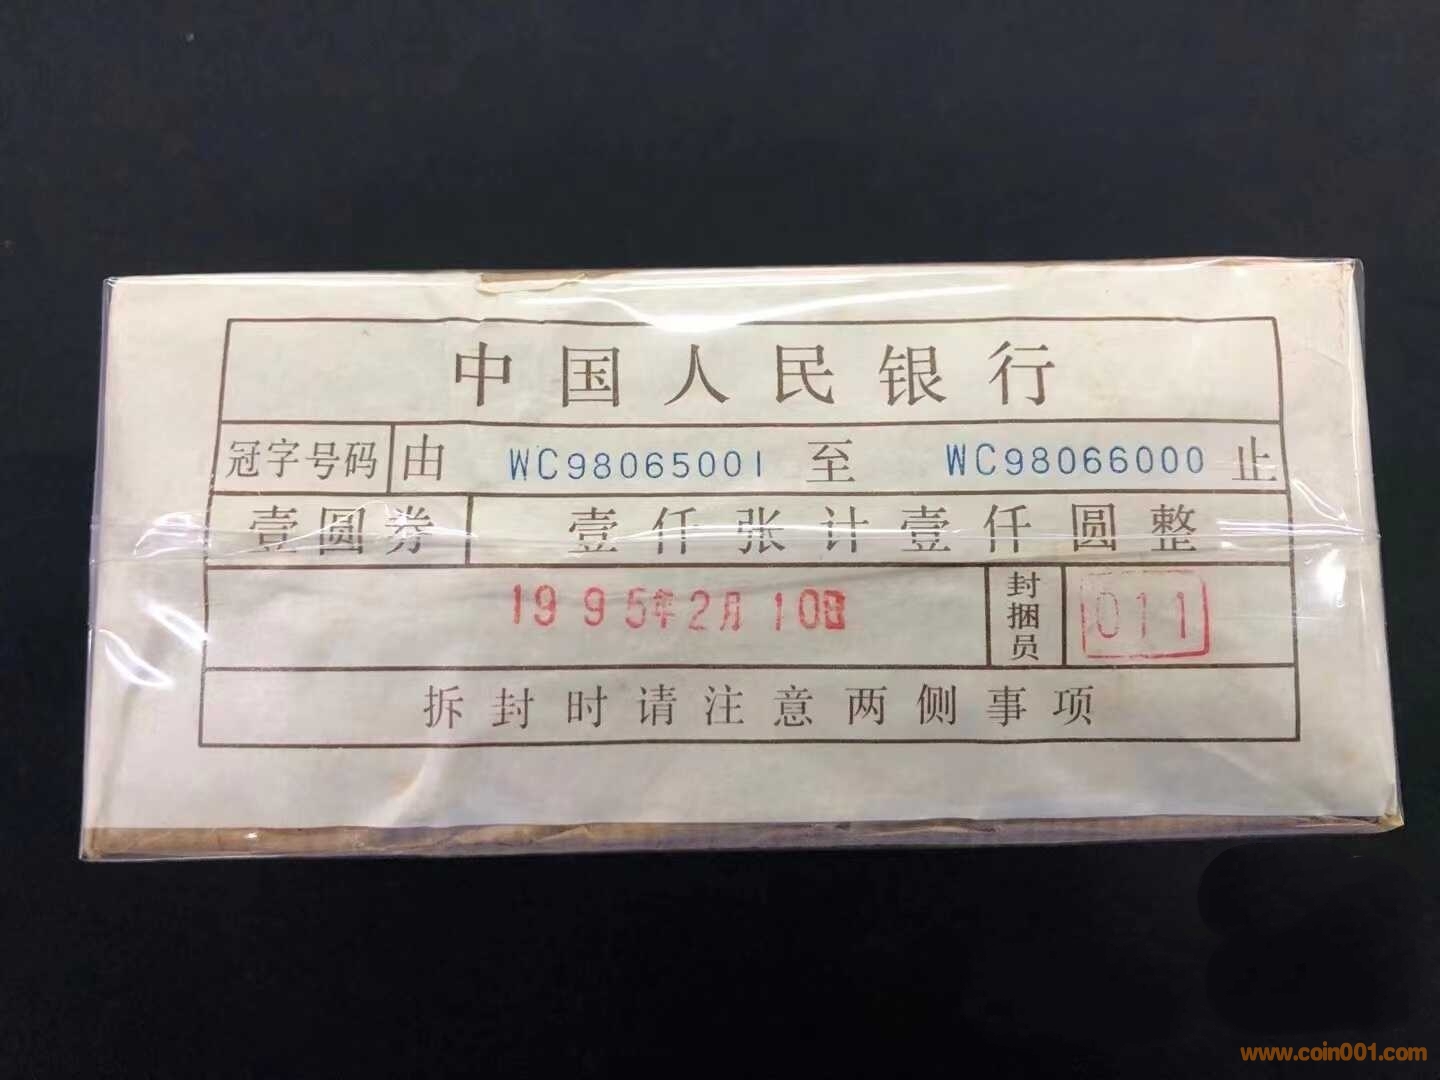 中国人民银行
冠字号码 由 WC98065001 至 WC98066000 止
壹圆券 壹仟张计壹仟圆整
1995年2月10日 封捆员 011
拆封时请注意两侧事项
www.coin001.com